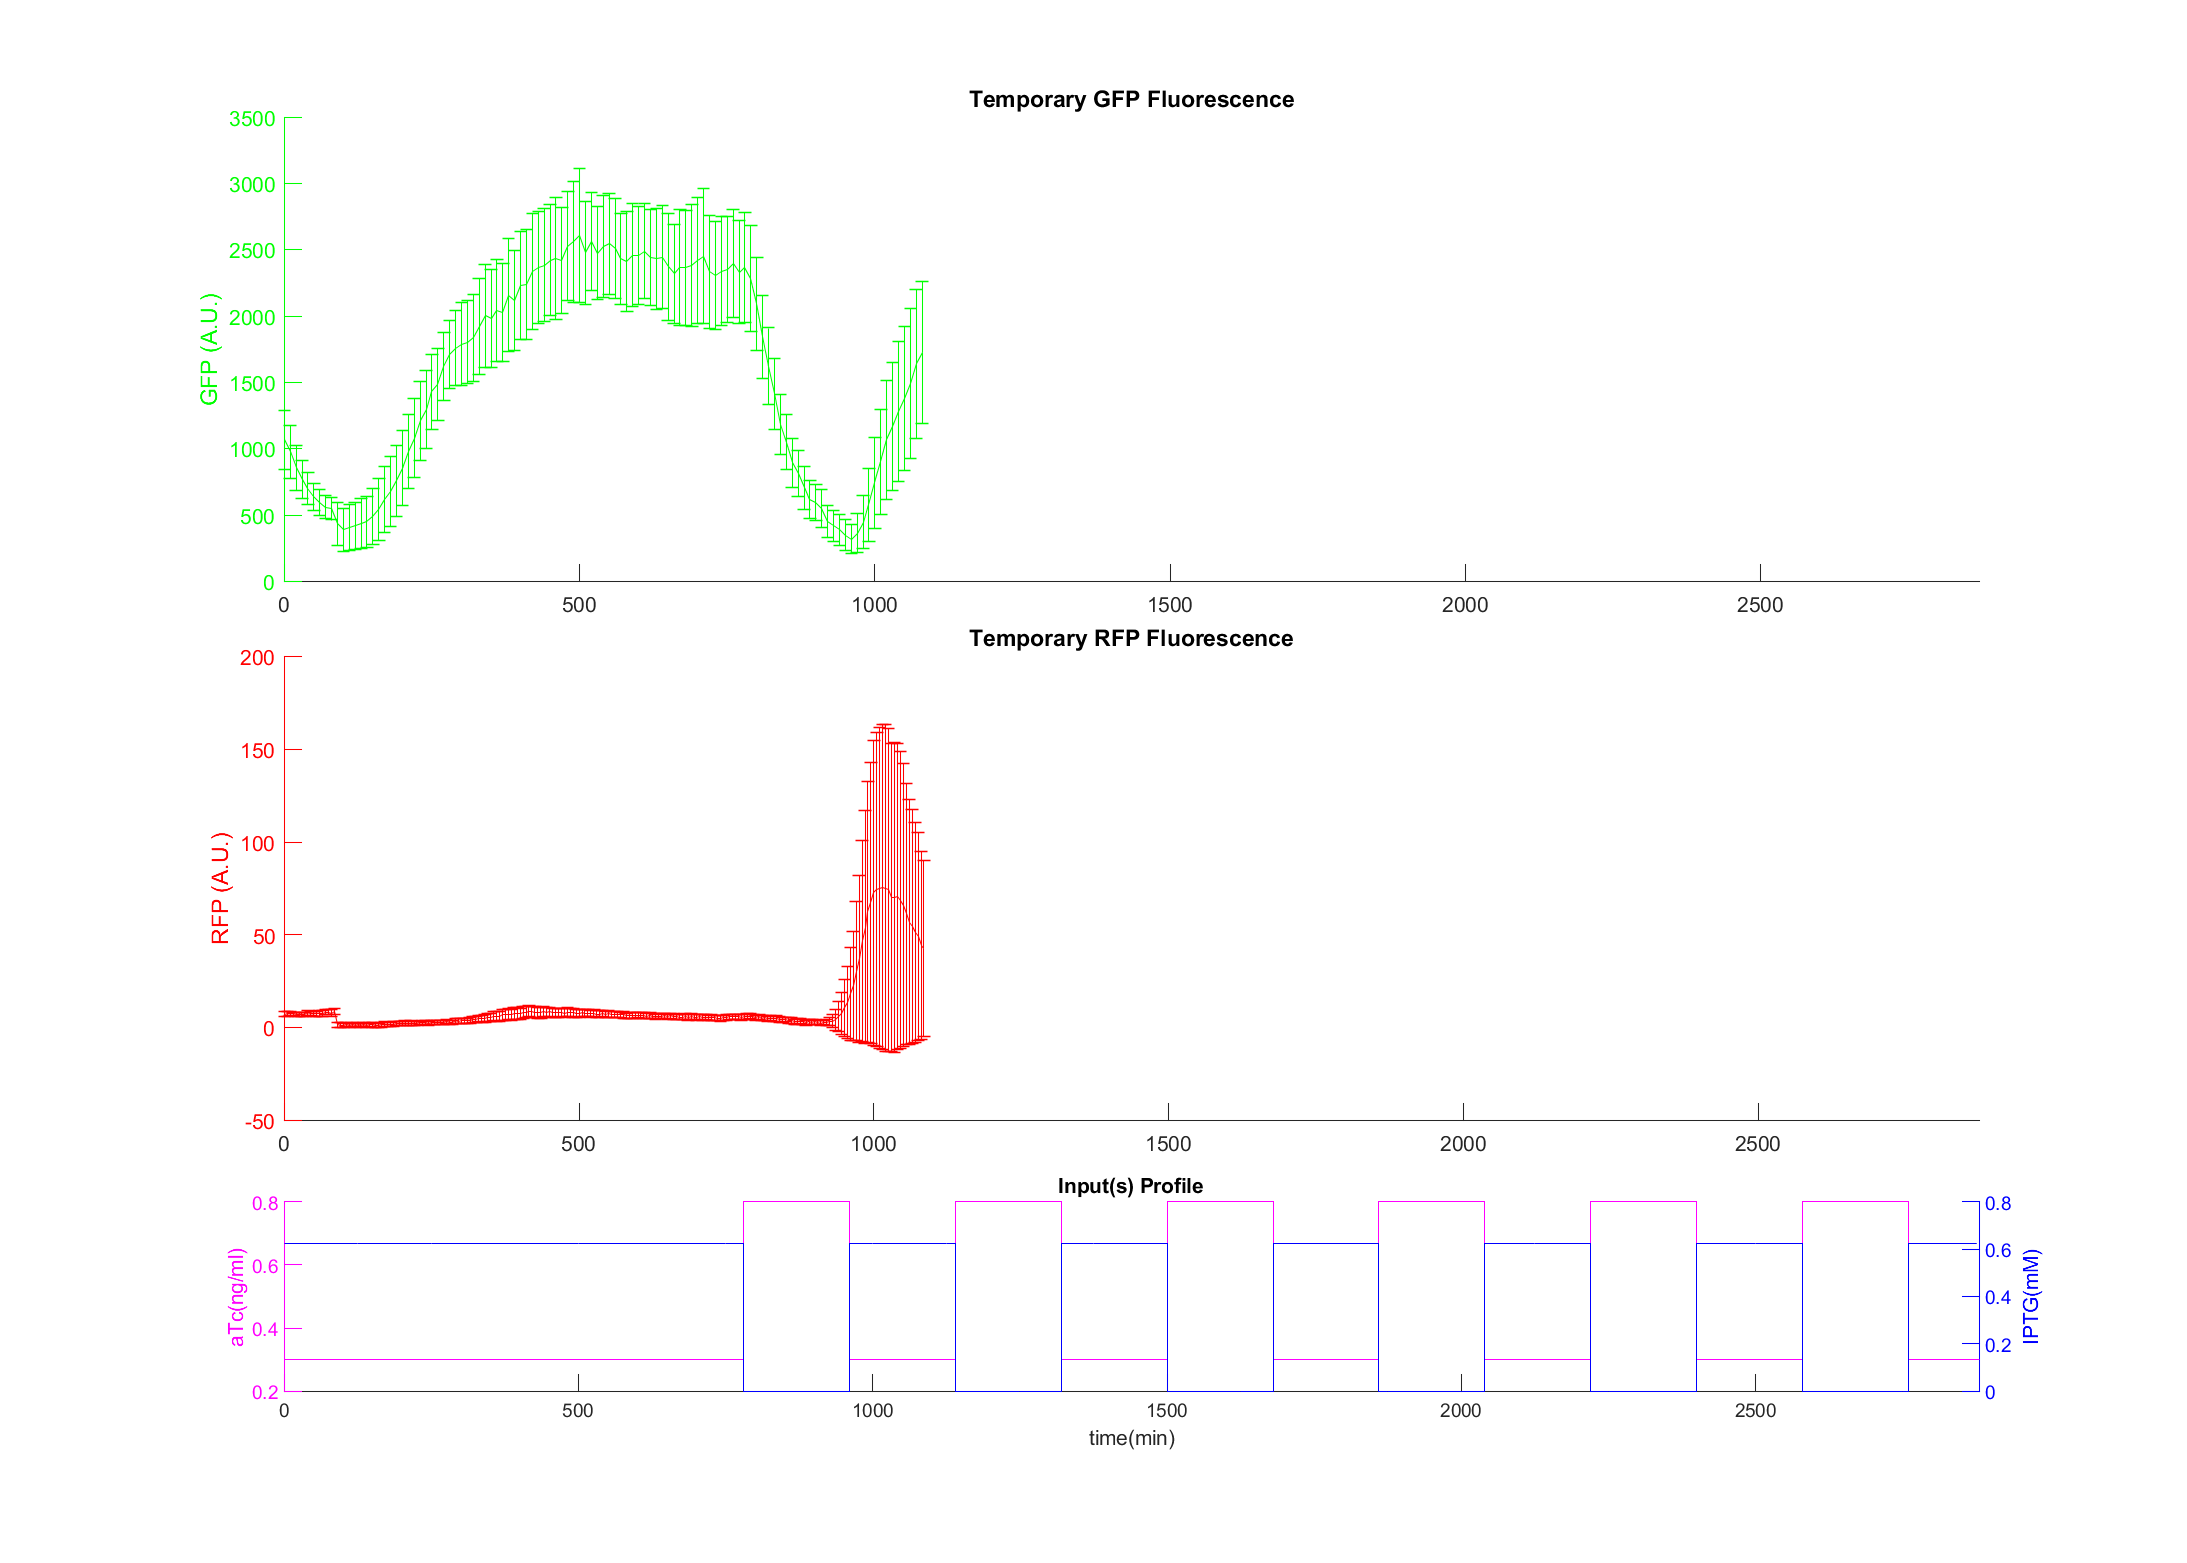 Temporary GFP Fluorescence
3500
3000
2500
2000
1500
1000
500
0
GFP (A.U.)
0 500 1000 1500 2000 2500
Temporary RFP Fluorescence
200
150
100
50
0
-50
RFP (A.U.)
0 500 1000 1500 2000 2500
Input(s) Profile
0.8
0.6
0.4
0.2
aTc(ng/ml)
0.8
0.6
0.4
0.2
0
IPTG(mM)
0 500 1000 1500 2000 2500
time(min)